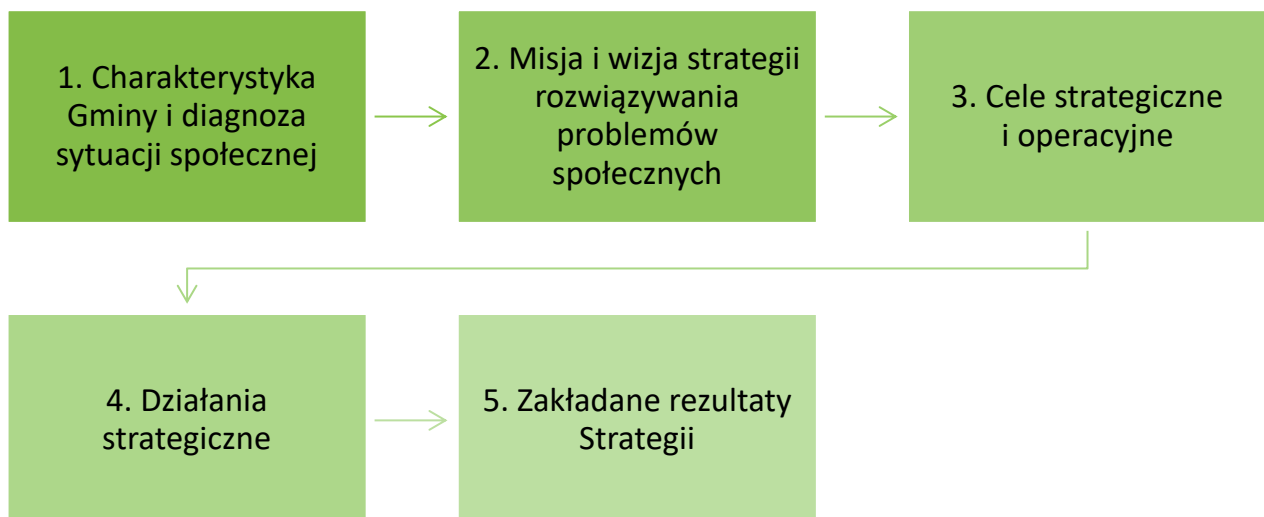 1. Charakterystyka
Gminy i diagnoza
sytuacji społecznej
2. Misja i wizja strategii
rozwiązywania
problemów
społecznych
3. Cele strategiczne
i operacyjne
4. Działania
strategiczne
5. Zakładane rezultaty
Strategii